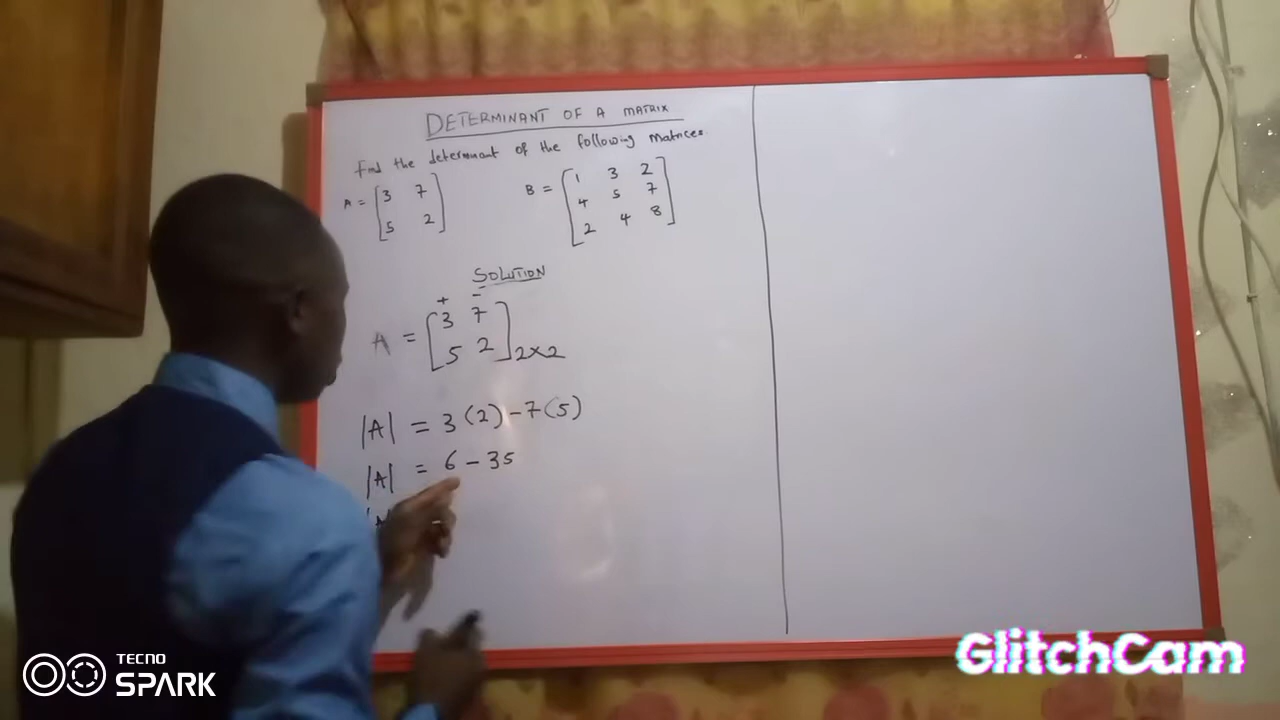 DETERMINANT OF A MATRIX
Find the determinant of the following Matrices.
A = [3 7
5 2]
B = [1 3 2
4 5 7
2 4 8]
SOLUTION
+ -
A = [3 7
5 2] 2x2
|A| = 3(2) - 7(5)
|A| = 6 - 35
|A|
TECNO
SPARK
GlitchCam